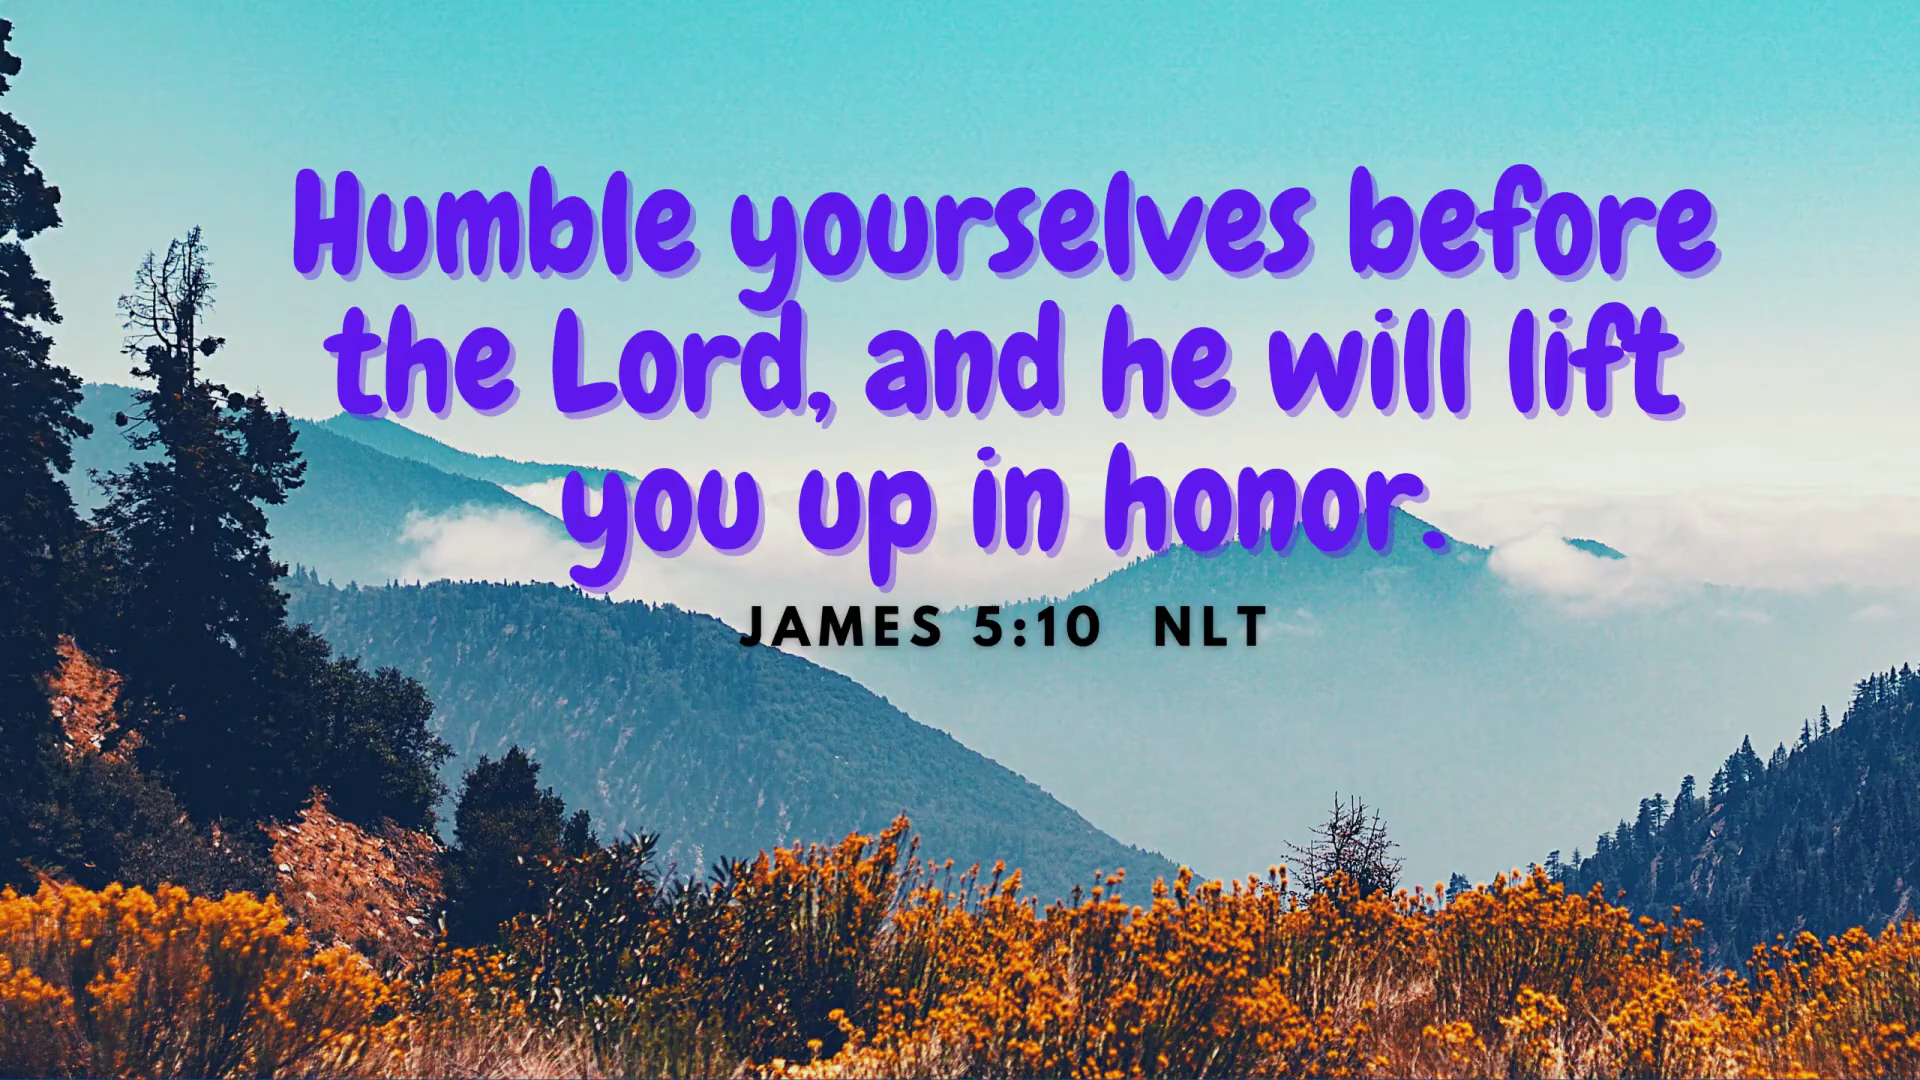 Humble yourselves before
the Lord, and he will lift
you up in honor.
JAMES 5:10 NLT